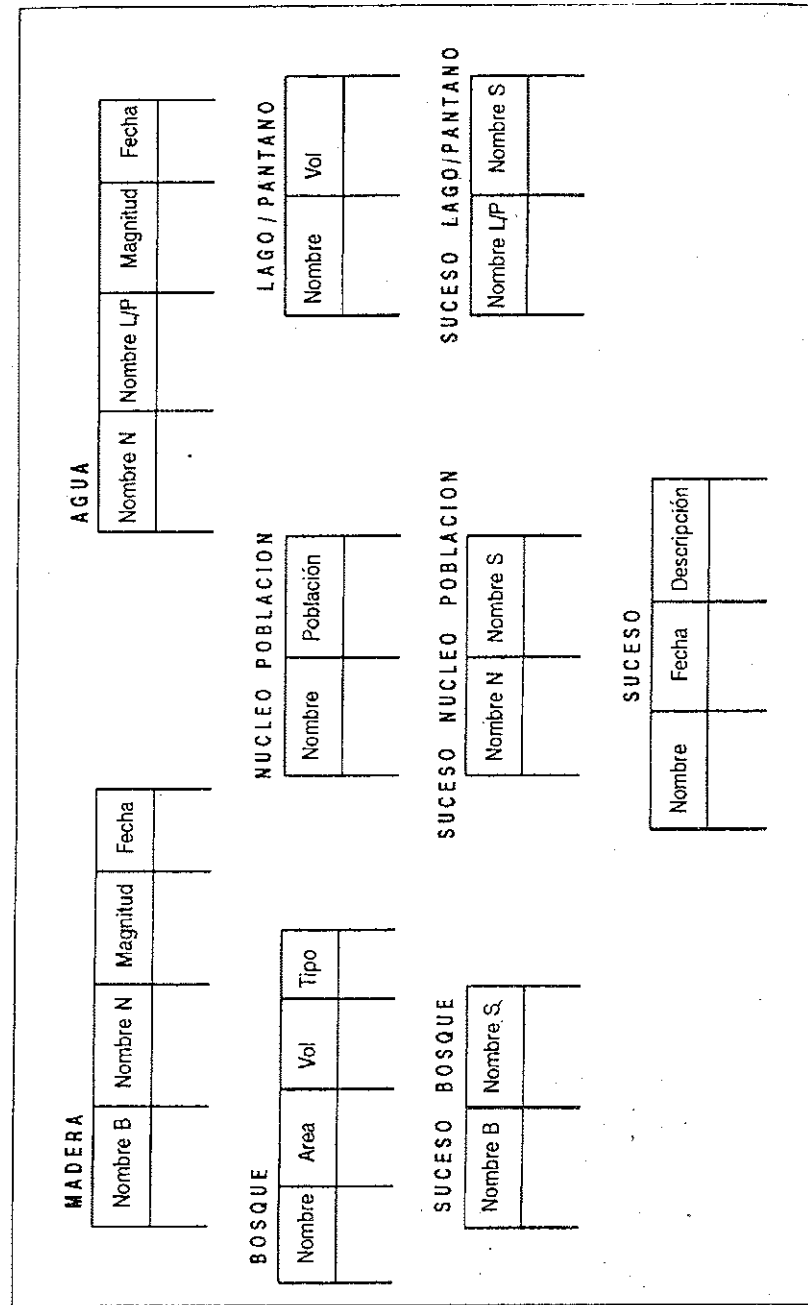 MADERA
Nombre B Nombre N Magnitud Fecha
AGUA
Nombre N Nombre L/P Magnitud Fecha
BOSQUE
Nombre Area Vol Tipo
NUCLEO POBLACION
Nombre Población
LAGO/PANTANO
Nombre Vol
SUCESO BOSQUE
Nombre B Nombre S
SUCESO NUCLEO POBLACION
Nombre N Nombre S
SUCESO LAGO/PANTANO
Nombre L/P Nombre S
SUCESO
Nombre Fecha Descripción